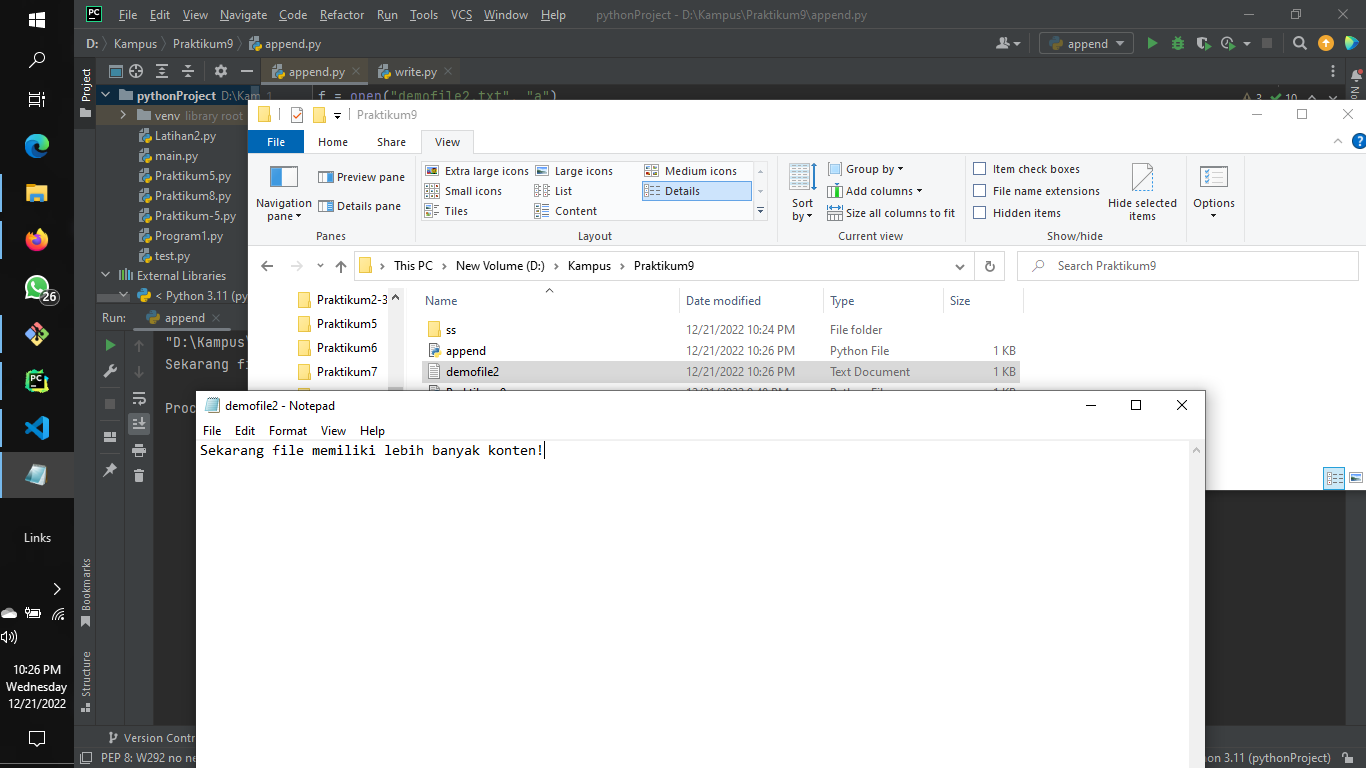 File Edit View Navigate Code Refactor Run Tools VCS Window Help pythonProject - D:\Kampus\Praktikum9\append.py
D: Kampus Praktikum9 append.py
append
append.py
write.py
Project
pythonProject D:\Kam
1 f = open("demofile2.txt", "a")
3 10
venv library root
Latihan2.py
main.py
Praktikum5.py
Praktikum8.py
Praktikum-5.py
Program1.py
test.py
External Libraries
< Python 3.11 (py
Run: append
"D:\Kampus\
Sekarang fi
Proc
Praktikum9
File Home Share View
Navigation pane
Preview pane
Details pane
Panes
Extra large icons Large icons Medium icons
Small icons List Details
Tiles Content
Layout
Sort by
Group by
Add columns
Size all columns to fit
Current view
Item check boxes
File name extensions
Hidden items
Hide selected items
Show/hide
Options
This PC New Volume (D:) Kampus Praktikum9
Search Praktikum9
Praktikum2-3
Praktikum5
Praktikum6
Praktikum7
Name Date modified Type Size
ss 12/21/2022 10:24 PM File folder
append 12/21/2022 10:26 PM Python File 1 KB
demofile2 12/21/2022 10:26 PM Text Document 1 KB
demofile2 - Notepad
File Edit Format View Help
Sekarang file memiliki lebih banyak konten!
26
Links
10:26 PM
Wednesday
12/21/2022
Bookmarks
Structure
Version Contr
PEP 8: W292 no ne
on 3.11 (pythonProject)